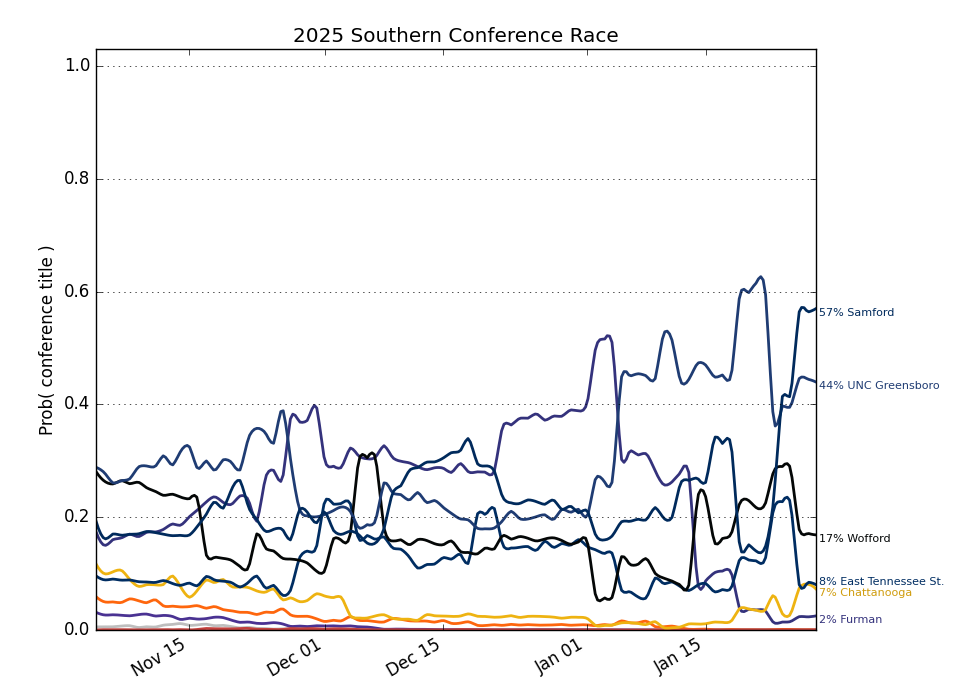 2025 Southern Conference Race
Prob( conference title )
1.0
0.8
0.6
0.4
0.2
0.0
57% Samford
44% UNC Greensboro
17% Wofford
8% East Tennessee St.
7% Chattanooga
2% Furman
Nov 15
Dec 01
Dec 15
Jan 01
Jan 15